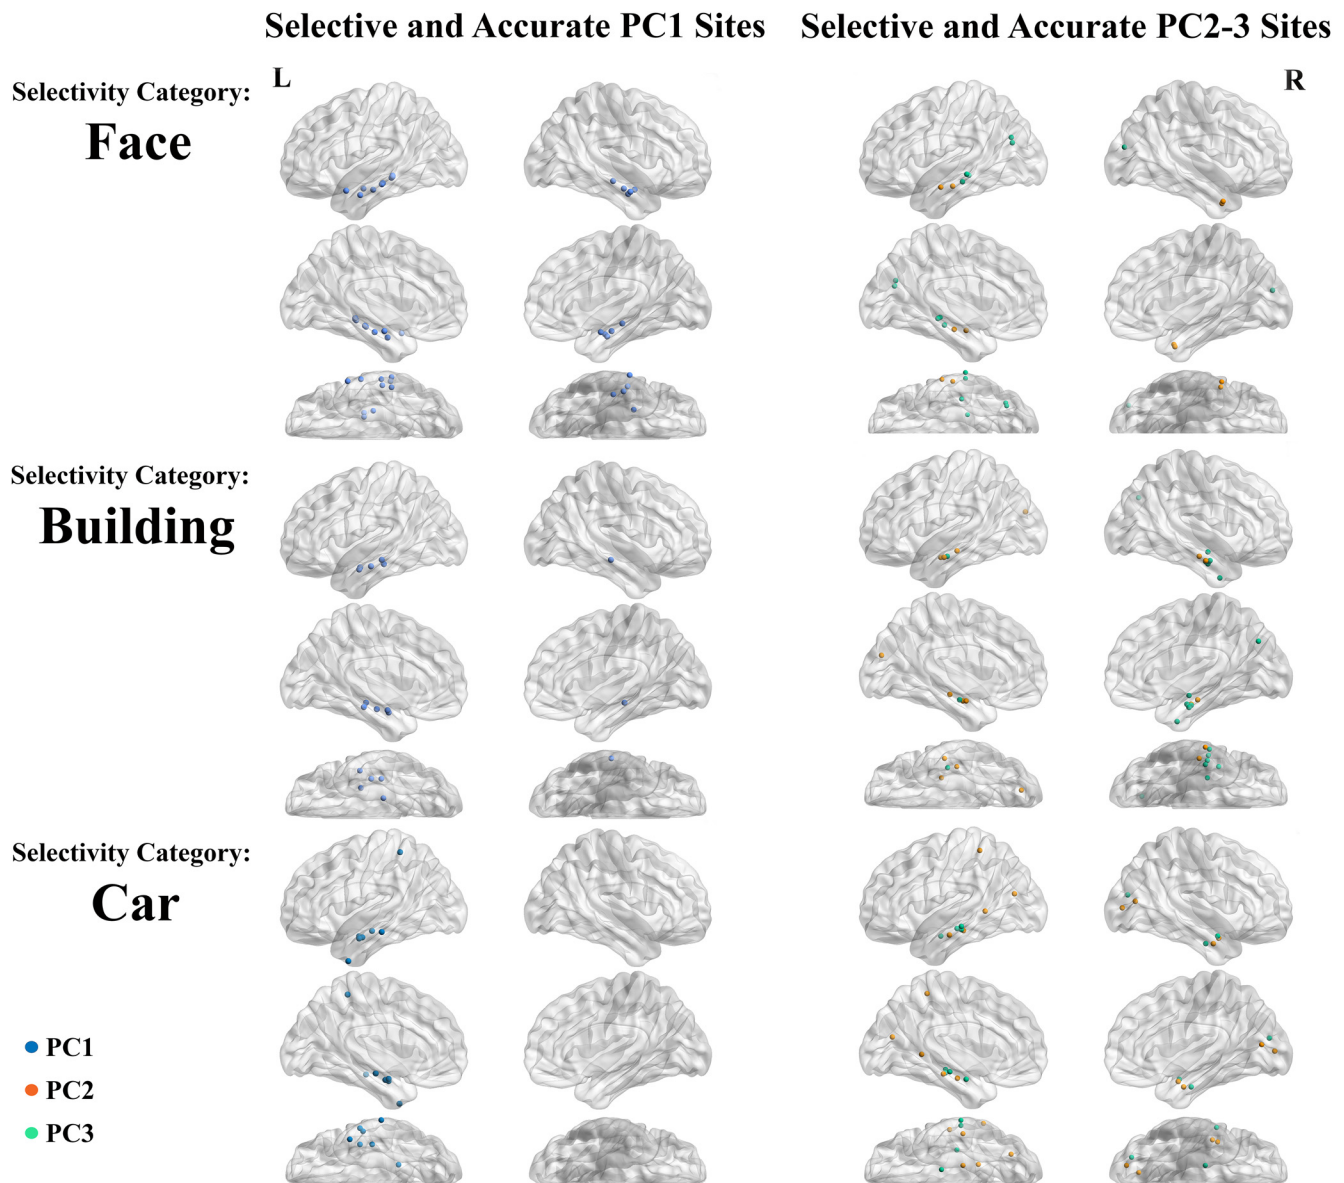 Selective and Accurate PC1 Sites
Selective and Accurate PC2-3 Sites
L
R
Selectivity Category:
Face
Selectivity Category:
Building
Selectivity Category:
Car
PC1
PC2
PC3